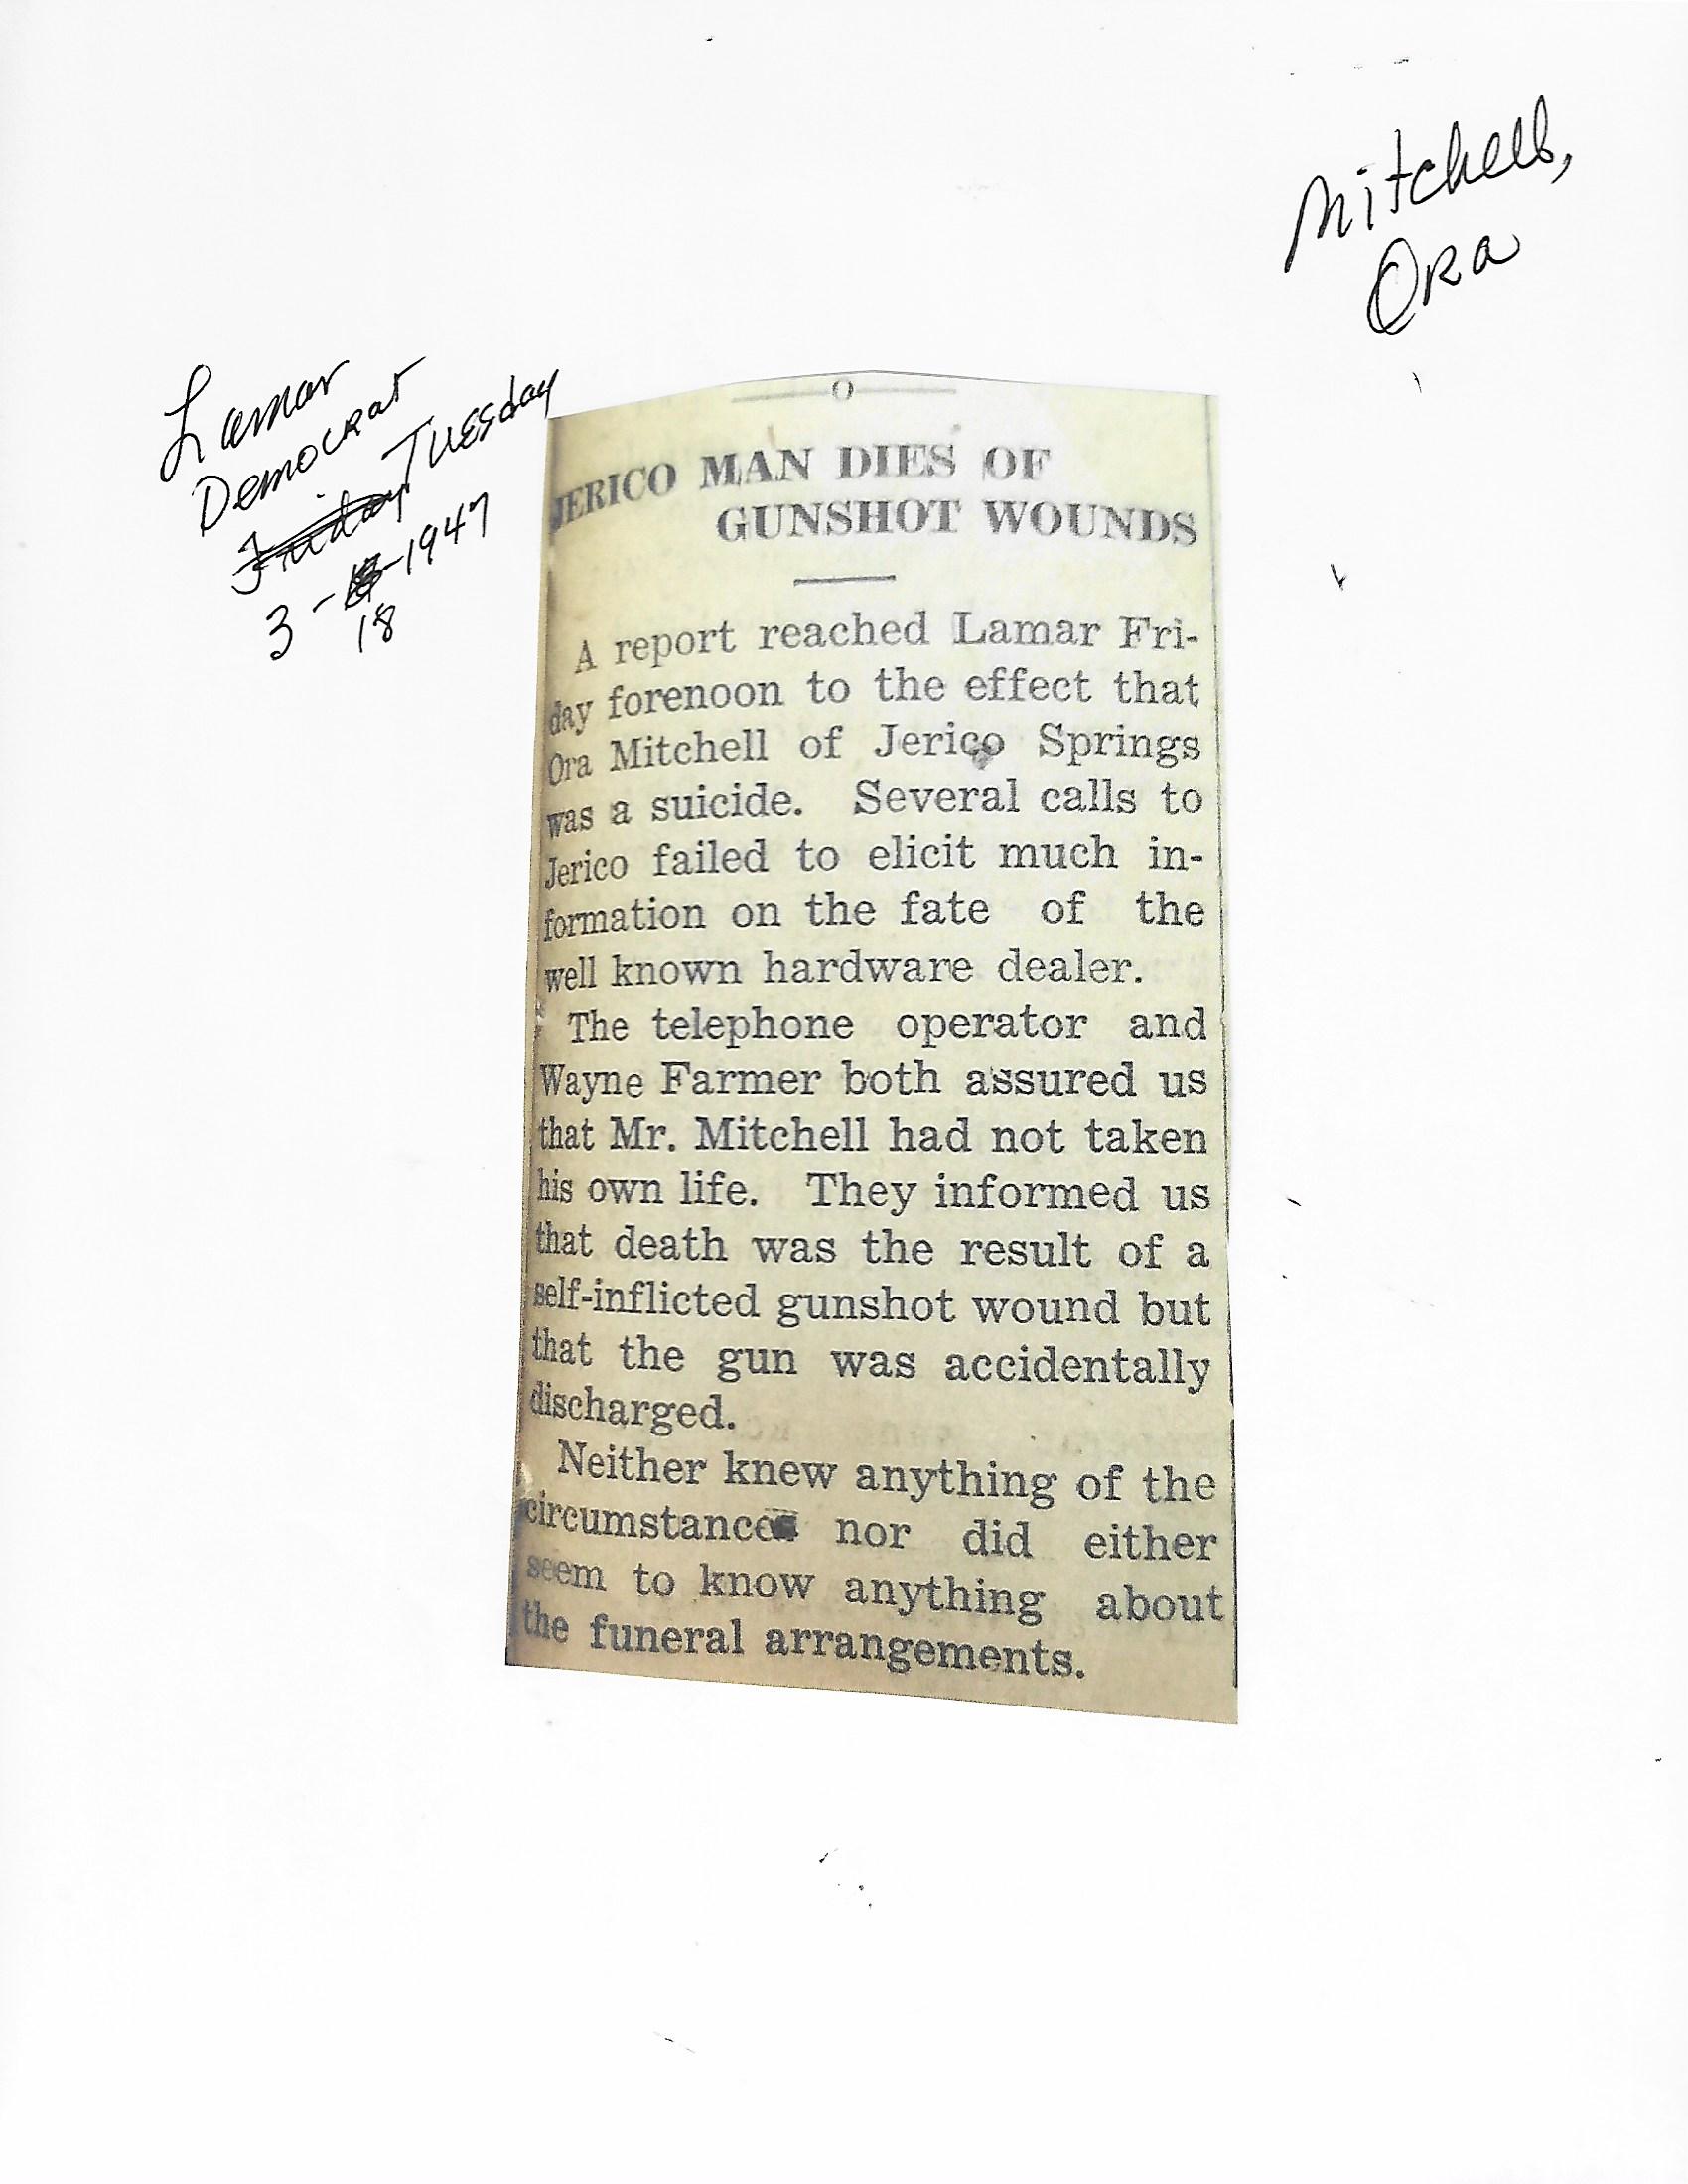 Mitchell,
Ora
Lamar
Democrat
Friday Tuesday
3-18-1947
O
JERICO MAN DIES OF
GUNSHOT WOUNDS
A report reached Lamar Fri-
day forenoon to the effect that
Ora Mitchell of Jerico Springs
was a suicide. Several calls to
Jerico failed to elicit much in-
formation on the fate of the
well known hardware dealer.
The telephone operator and
Wayne Farmer both assured us
that Mr. Mitchell had not taken
his own life. They informed us
that death was the result of a
self-inflicted gunshot wound but
that the gun was accidentally
discharged.
Neither knew anything of the
circumstances nor did either
seem to know anything about
the funeral arrangements.